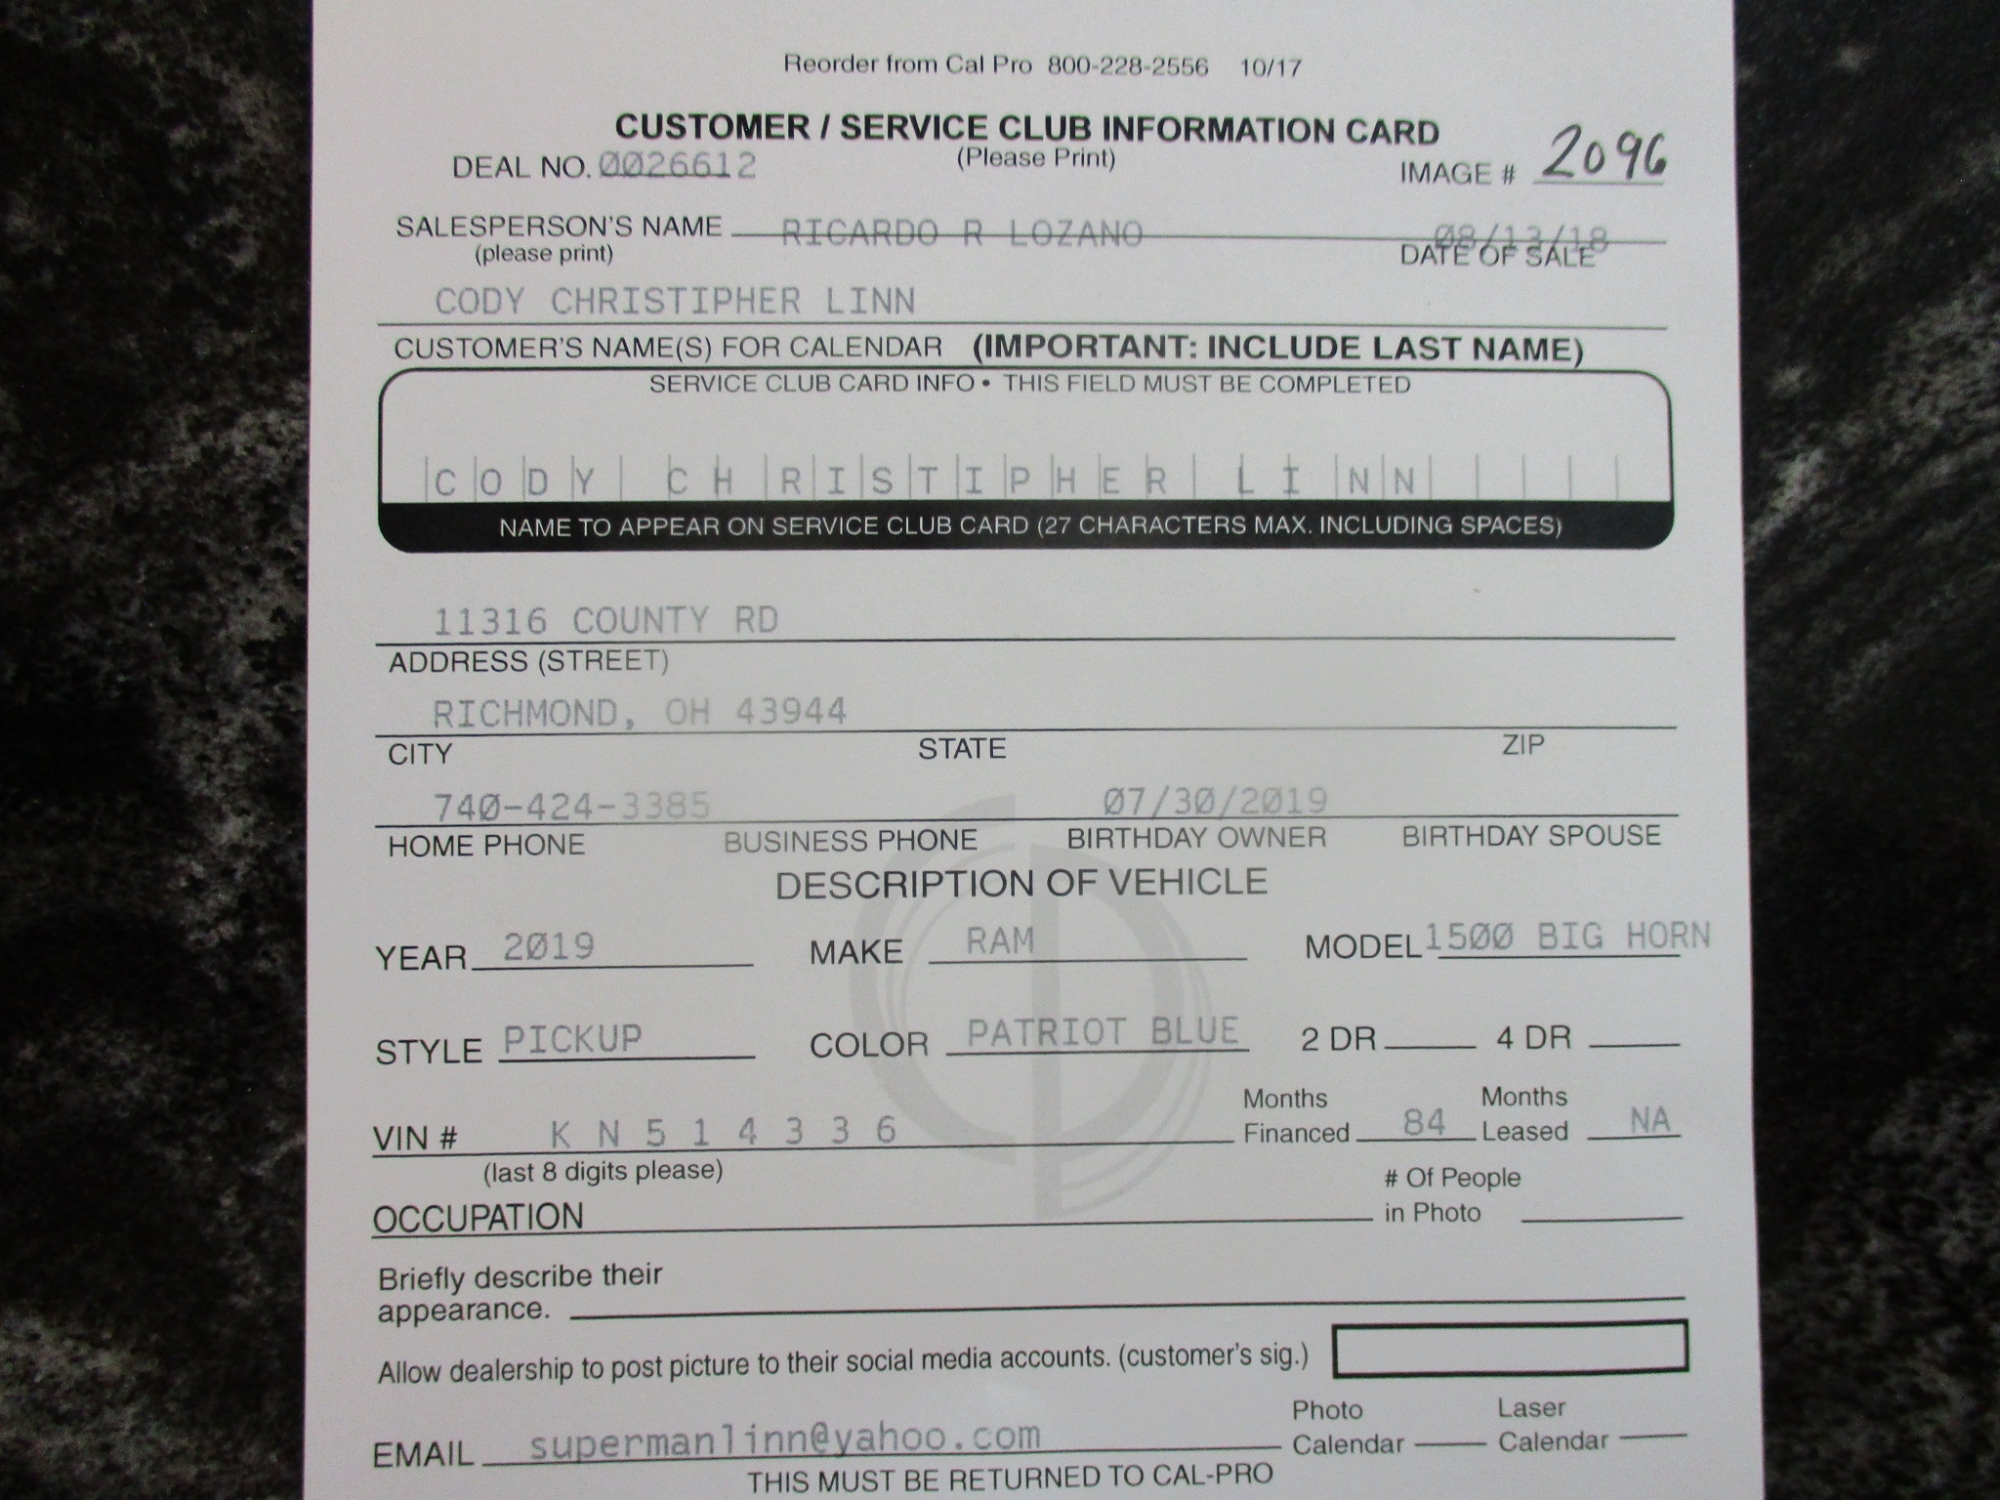 Reorder from Cal Pro 800-228-2556 10/17
CUSTOMER / SERVICE CLUB INFORMATION CARD
DEAL NO. 0026612 (Please Print) IMAGE # 2096
SALESPERSON'S NAME RICARDO R LOZANO 08/13/18
(please print) DATE OF SALE
CODY CHRISTIPHER LINN
CUSTOMER'S NAME(S) FOR CALENDAR (IMPORTANT: INCLUDE LAST NAME)
SERVICE CLUB CARD INFO • THIS FIELD MUST BE COMPLETED
CODY CHRISTIPHER LINN
NAME TO APPEAR ON SERVICE CLUB CARD (27 CHARACTERS MAX. INCLUDING SPACES)
11316 COUNTY RD
ADDRESS (STREET)
RICHMOND, OH 43944
CITY STATE ZIP
740-424-3385 07/30/2019
HOME PHONE BUSINESS PHONE BIRTHDAY OWNER BIRTHDAY SPOUSE
DESCRIPTION OF VEHICLE
YEAR 2019 MAKE RAM MODEL 1500 BIG HORN
STYLE PICKUP COLOR PATRIOT BLUE 2 DR 4 DR
Months Months
VIN # K N 5 1 4 3 3 6 Financed 84 Leased NA
(last 8 digits please) # Of People
OCCUPATION in Photo
Briefly describe their
appearance.
Allow dealership to post picture to their social media accounts. (customer's sig.)
Photo Laser
EMAIL supermanlinn@yahoo.com Calendar Calendar
THIS MUST BE RETURNED TO CAL-PRO